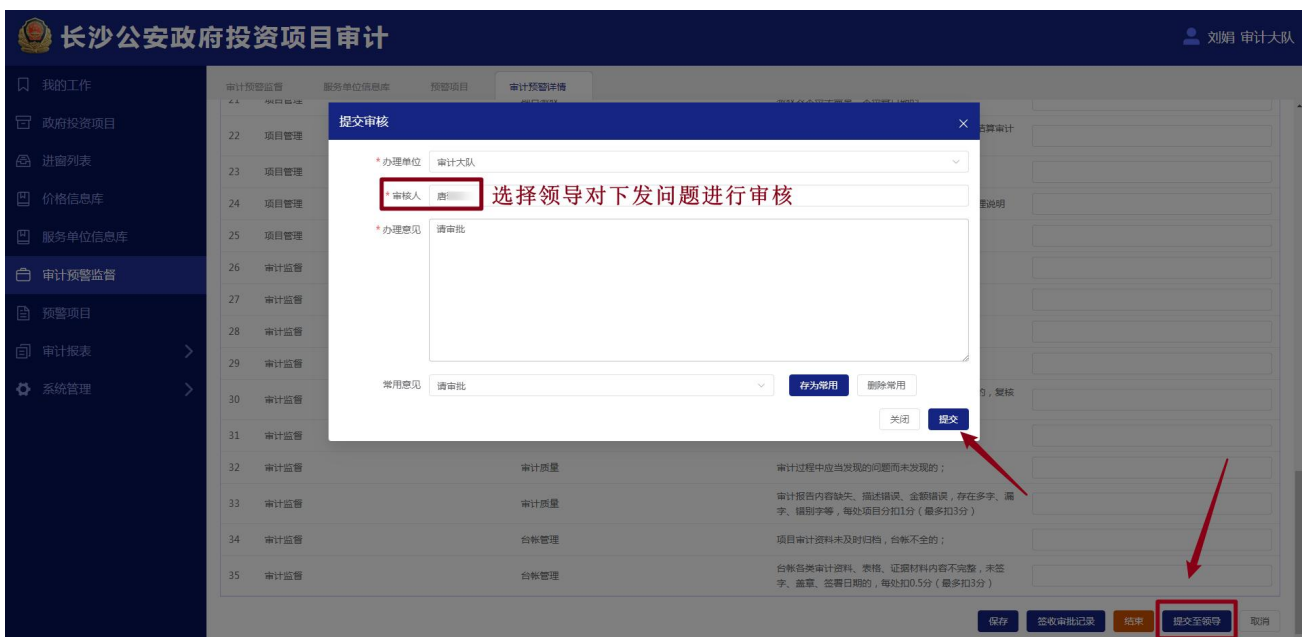 长沙公安政府投资项目审计
刘娟 审计大队
我的工作
政府投资项目
进窗列表
价格信息库
服务单位信息库
审计预警监督
预警项目
审计报表
系统管理
审计预警监督 服务单位信息库 预警项目 审计预警详情
21 项目管理
22 项目管理 结算审计
23 项目管理
24 项目管理 理说明
25 项目管理
26 审计监督
27 审计监督
28 审计监督
29 审计监督
30 审计监督 的，复核
31 审计监督
提交审核
*办理单位 审计大队
*审核人 唐
选择领导对下发问题进行审核
*办理意见 请审批
常用意见 请审批 存为常用 删除常用
关闭 提交
32 审计监督 审计质量 审计过程中应当发现的问题而未发现的；
33 审计监督 审计质量 审计报告内容缺失、描述错误、金额错误，存在多字、漏
字、错别字等，每处项目分扣1分（最多扣3分）
34 审计监督 台帐管理 项目审计资料未及时归档，台帐不全的；
35 审计监督 台帐管理 台帐各类审计资料、表格、证据材料内容不完整，未签
字、盖章、签署日期的，每处扣0.5分（最多扣3分）
保存 签收审批记录 结束 提交至领导 取消